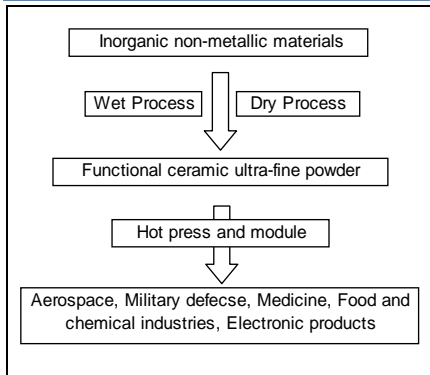 Inorganic non-metallic materials
Wet Process
Dry Process
Functional ceramic ultra-fine powder
Hot press and module
Aerospace, Military defecse, Medicine, Food and
chemical industries, Electronic products